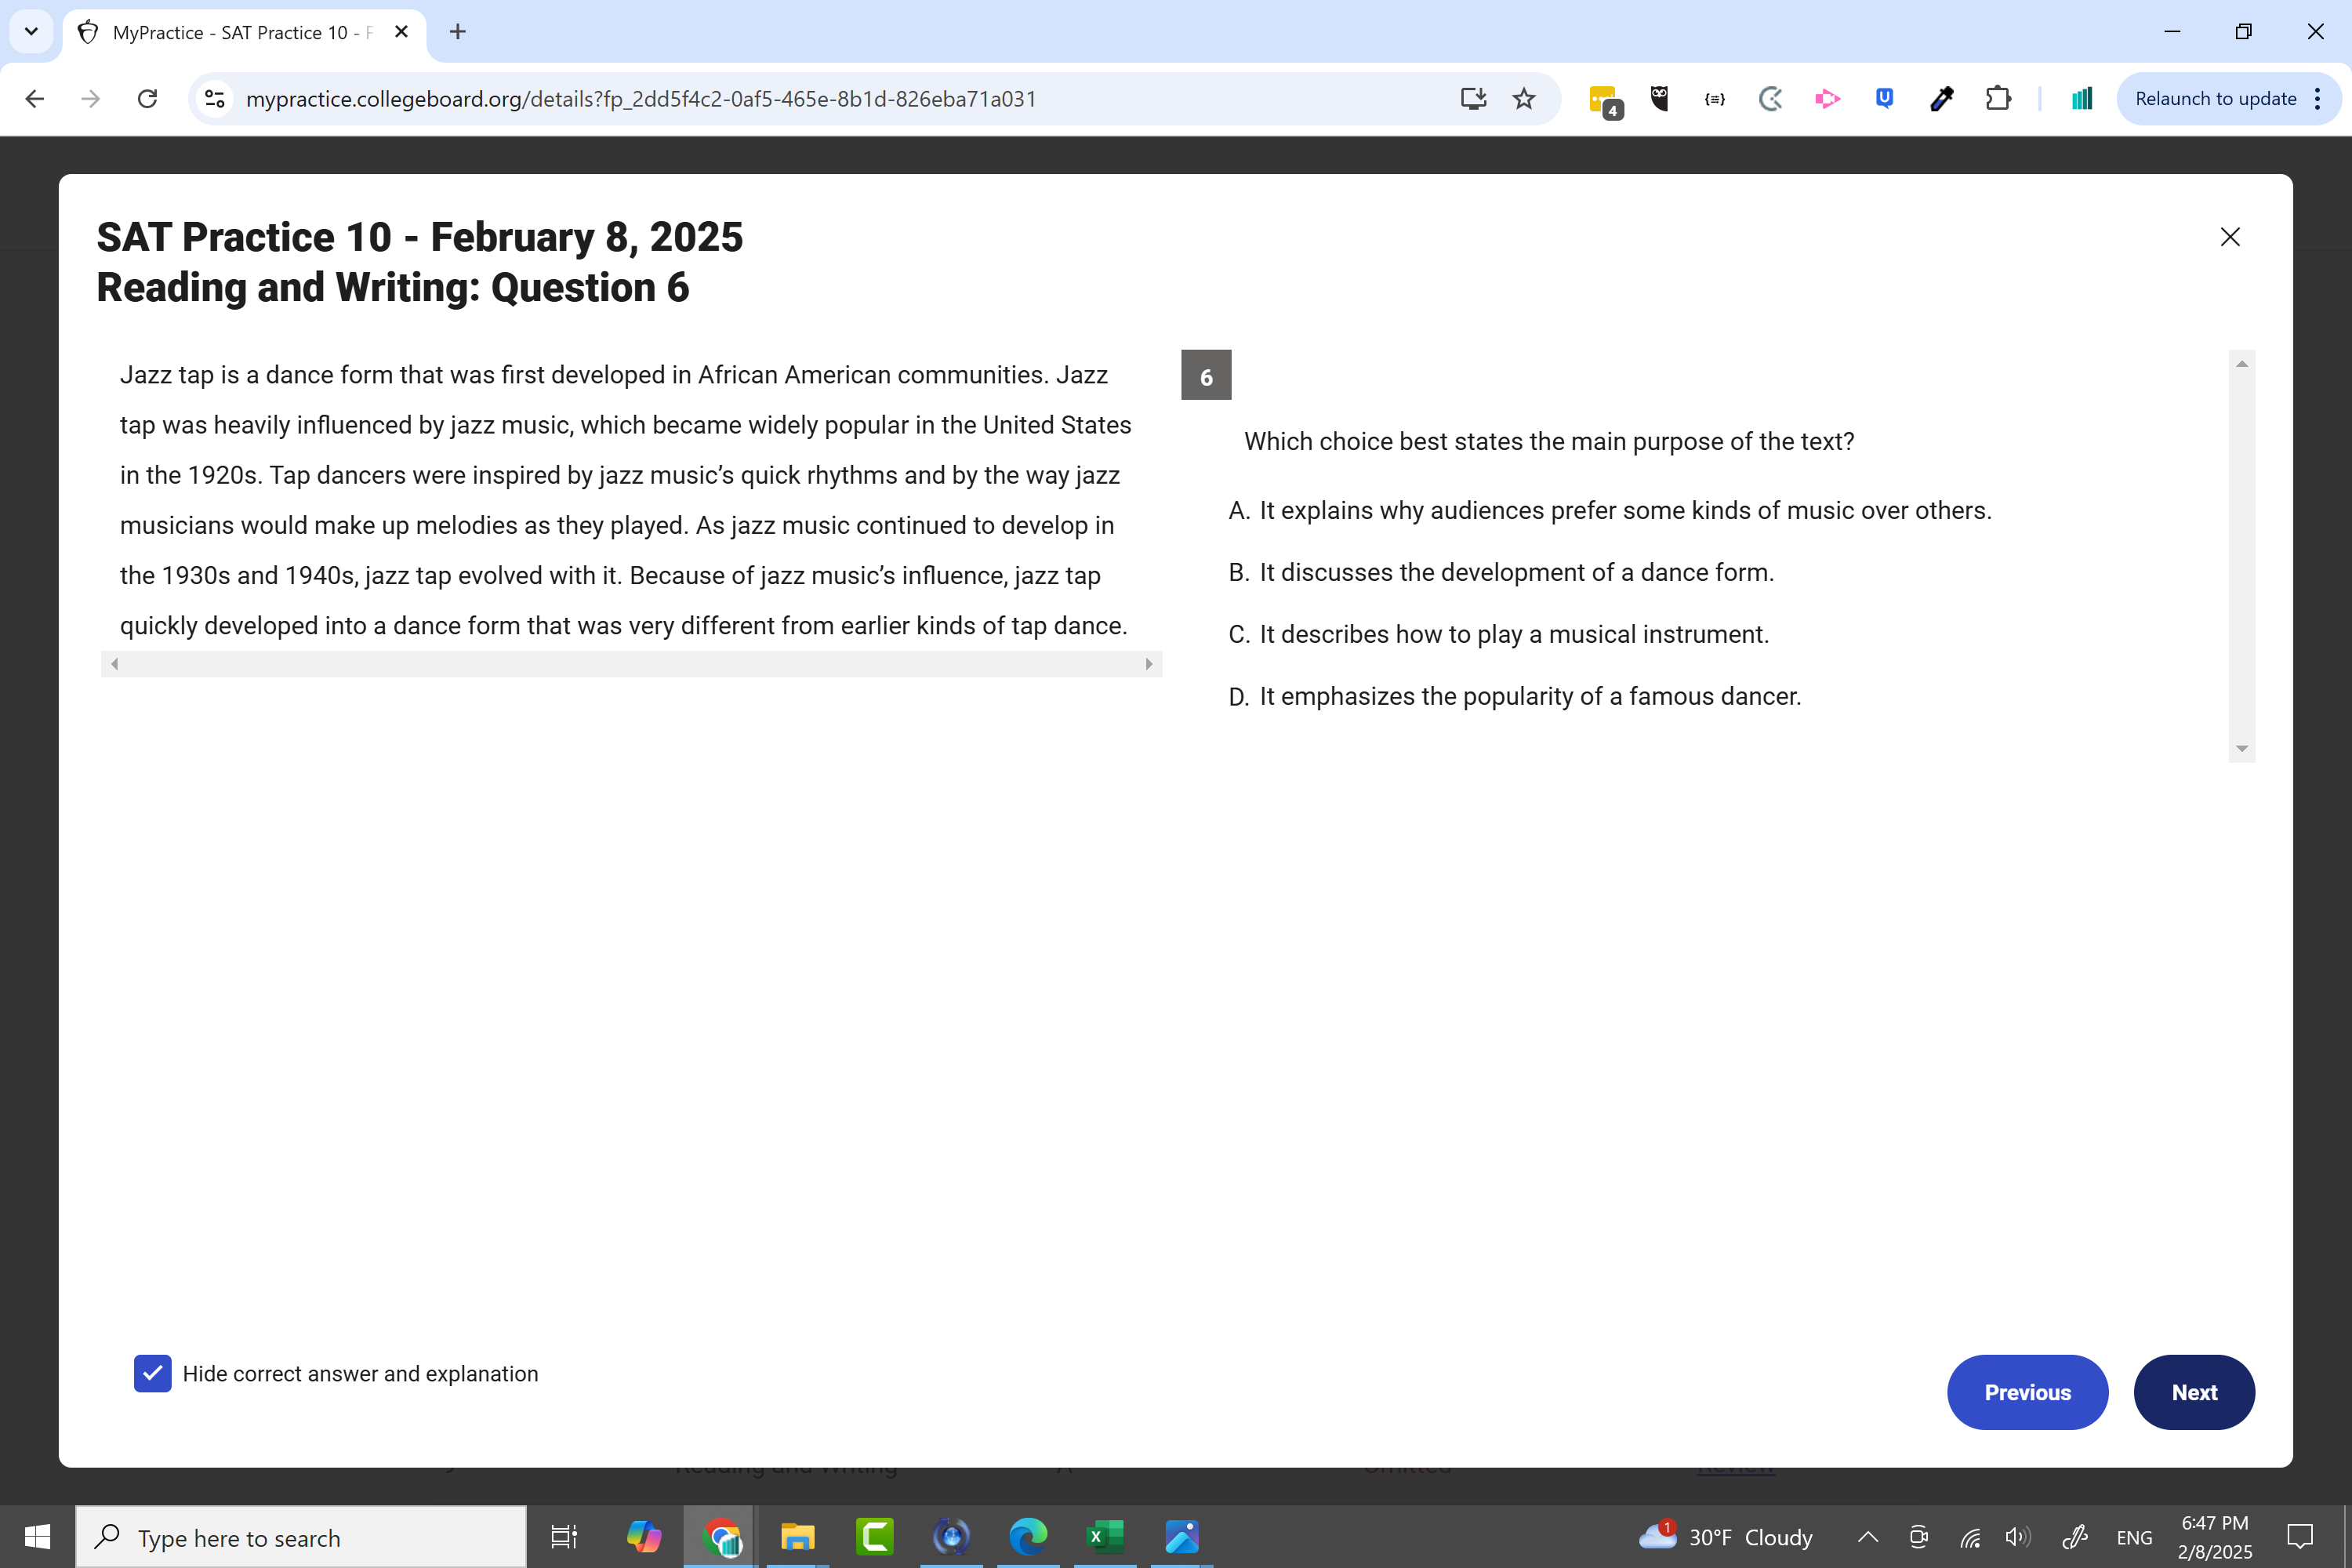 MyPractice - SAT Practice 10 -
mypractice.collegeboard.org/details?fp_2dd5f4c2-0af5-465e-8b1d-826eba71a031
4
Relaunch to update
SAT Practice 10 - February 8, 2025
Reading and Writing: Question 6
Jazz tap is a dance form that was first developed in African American communities. Jazz
tap was heavily influenced by jazz music, which became widely popular in the United States
in the 1920s. Tap dancers were inspired by jazz music’s quick rhythms and by the way jazz
musicians would make up melodies as they played. As jazz music continued to develop in
the 1930s and 1940s, jazz tap evolved with it. Because of jazz music’s influence, jazz tap
quickly developed into a dance form that was very different from earlier kinds of tap dance.
6
Which choice best states the main purpose of the text?
A. It explains why audiences prefer some kinds of music over others.
B. It discusses the development of a dance form.
C. It describes how to play a musical instrument.
D. It emphasizes the popularity of a famous dancer.
Hide correct answer and explanation
Previous
Next
Reading and Writing
Omitted
Review
Type here to search
1
30°F Cloudy
ENG
6:47 PM
2/8/2025